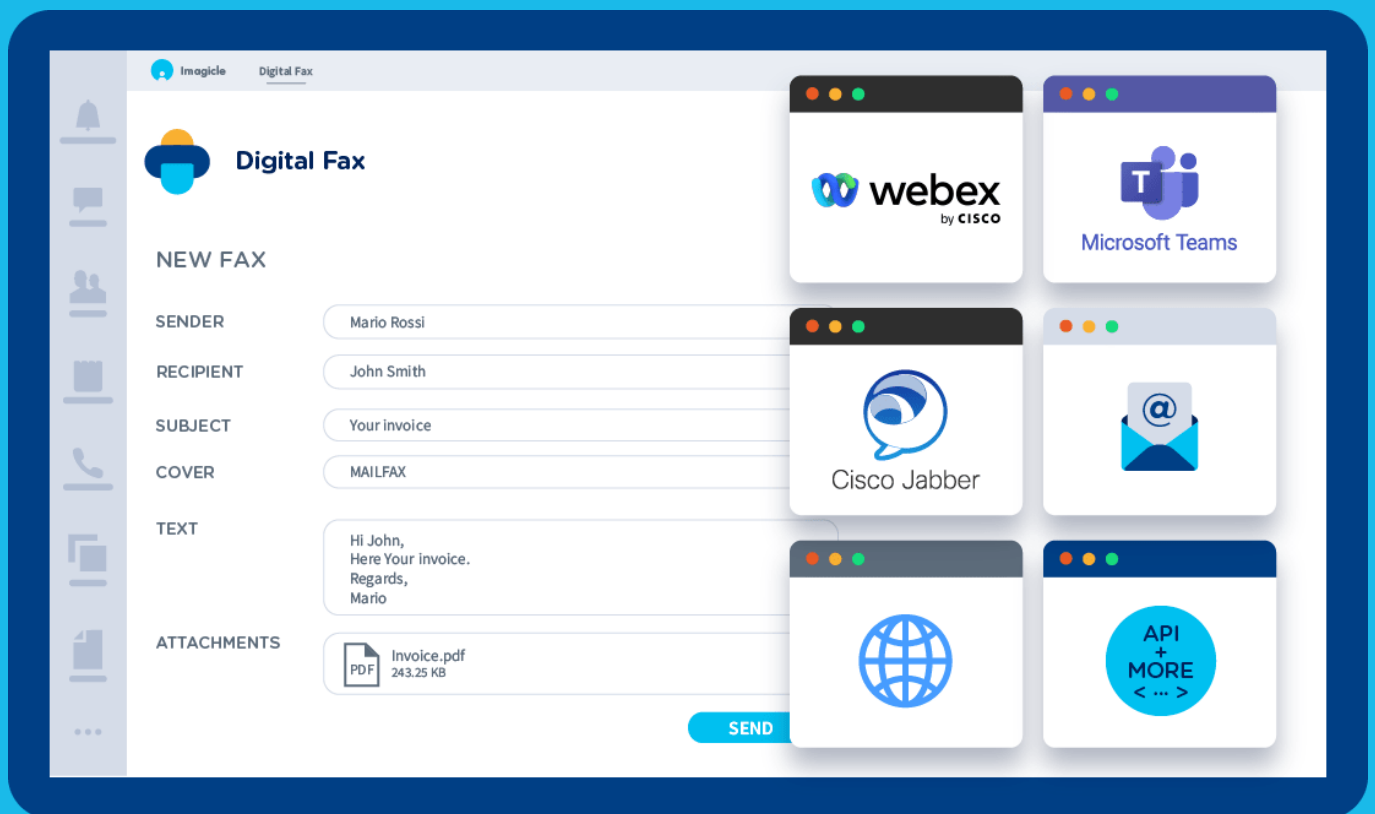 Imagicle
Digital Fax
Digital Fax
NEW FAX
SENDER
Mario Rossi
RECIPIENT
John Smith
SUBJECT
Your invoice
COVER
MAILFAX
TEXT
Hi John,
Here Your invoice.
Regards,
Mario
ATTACHMENTS
PDF
Invoice.pdf
243.25 KB
SEND
webex
by CISCO
T
Microsoft Teams
Cisco Jabber
@
API
+
MORE
< ... >